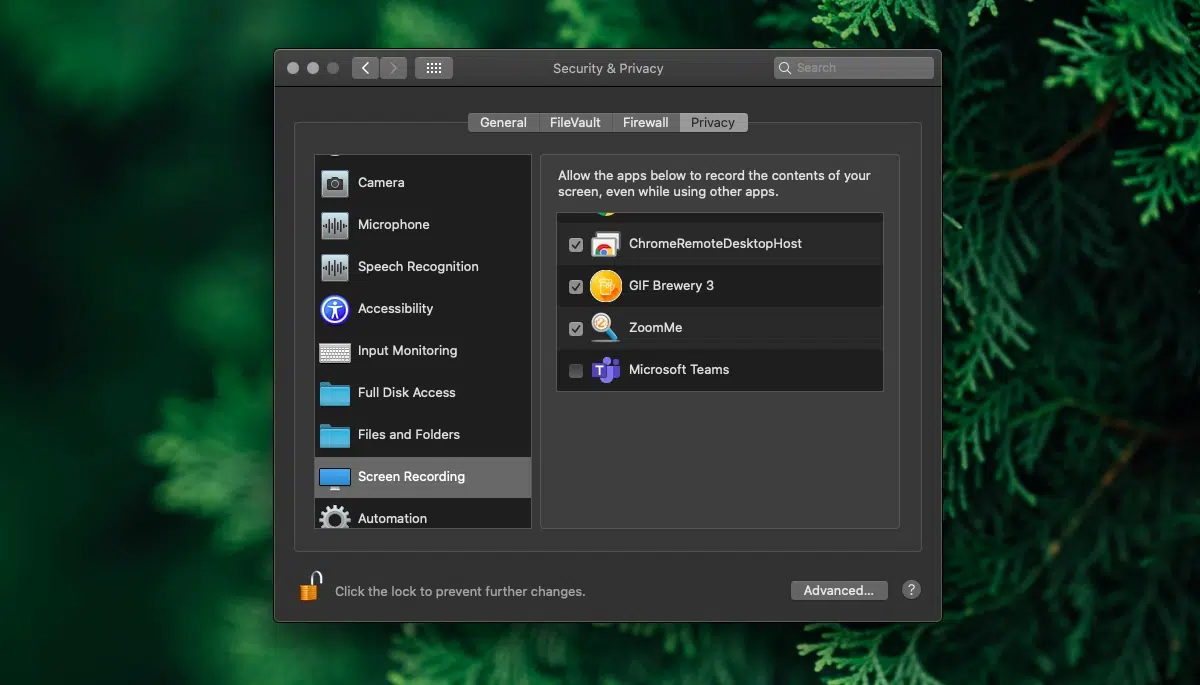 Security & Privacy
Search
General
FileVault
Firewall
Privacy
Camera
Microphone
Speech Recognition
Accessibility
Input Monitoring
Full Disk Access
Files and Folders
Screen Recording
Automation
Allow the apps below to record the contents of your
screen, even while using other apps.
ChromeRemoteDesktopHost
GIF Brewery 3
ZoomMe
Microsoft Teams
Click the lock to prevent further changes.
Advanced...
?